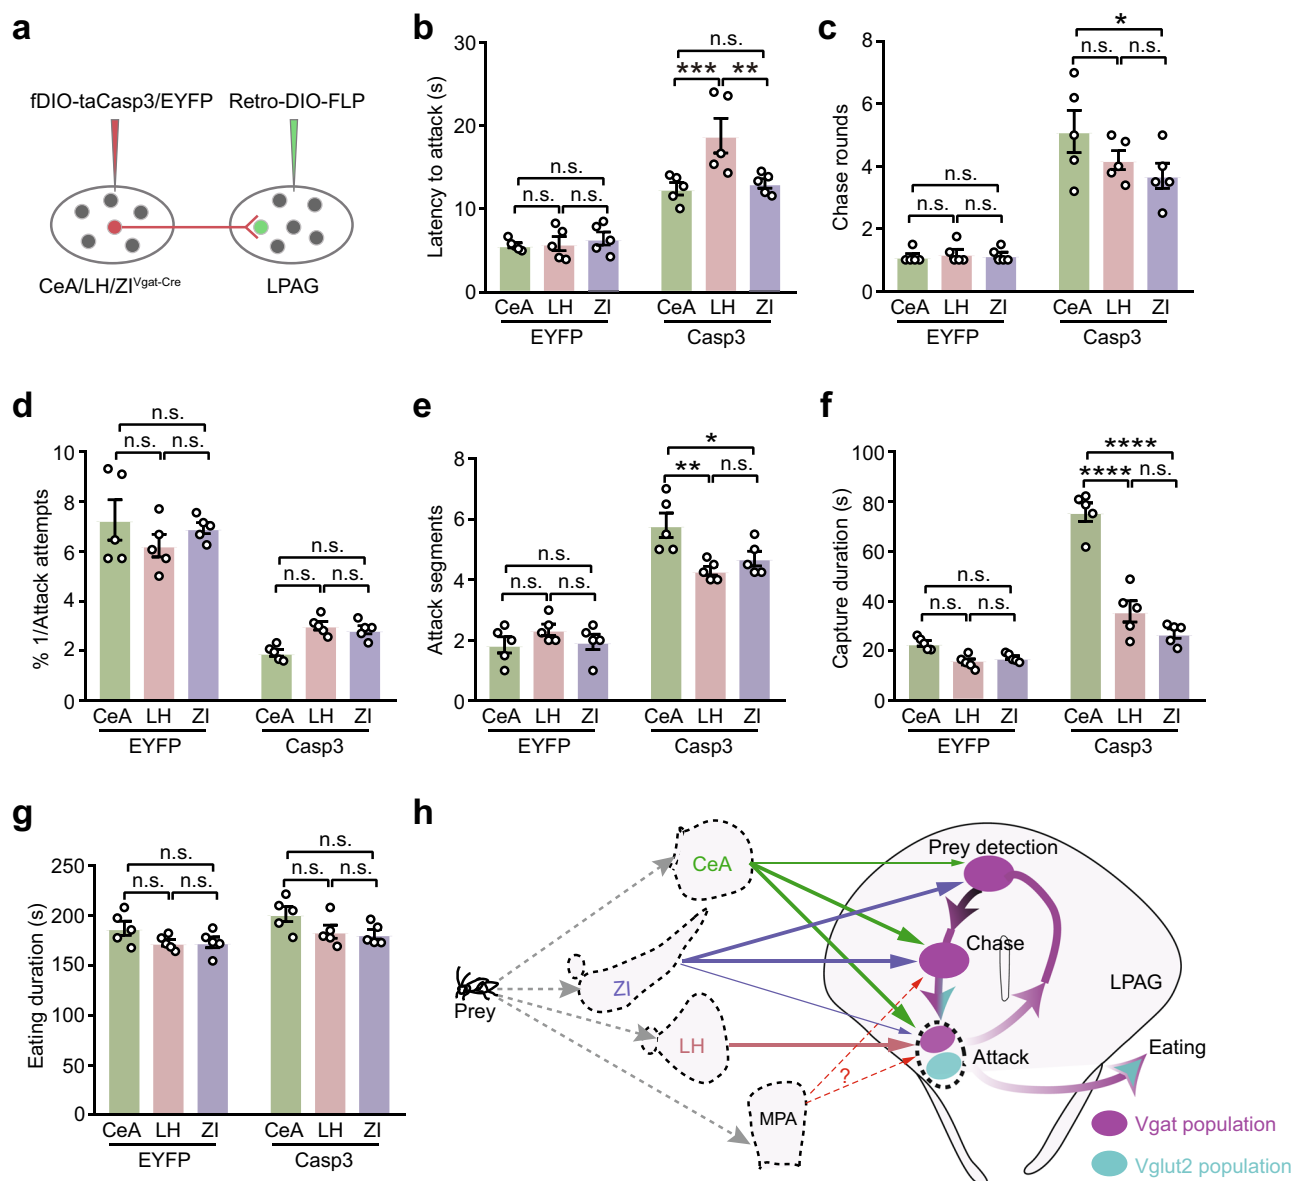 a
fDIO-taCasp3/EYFP Retro-DIO-FLP
CeA/LH/ZIVgat-Cre LPAG
b
Latency to attack (s)
30
20
10
0
n.s.
*** **
n.s.
n.s. n.s.
CeA LH ZI CeA LH ZI
EYFP Casp3
c
Chase rounds
8
6
4
2
0
*
n.s. n.s.
n.s.
n.s. n.s.
CeA LH ZI CeA LH ZI
EYFP Casp3
d
% 1/Attack attempts
10
8
6
4
2
0
n.s.
n.s. n.s.
n.s.
n.s. n.s.
CeA LH ZI CeA LH ZI
EYFP Casp3
e
Attack segments
8
6
4
2
0
*
** n.s.
n.s.
n.s. n.s.
CeA LH ZI CeA LH ZI
EYFP Casp3
f
Capture duration (s)
100
80
60
40
20
0
****
**** n.s.
n.s.
n.s. n.s.
CeA LH ZI CeA LH ZI
EYFP Casp3
g
Eating duration (s)
250
200
150
100
50
0
n.s.
n.s. n.s.
n.s.
n.s. n.s.
CeA LH ZI CeA LH ZI
EYFP Casp3
h
Prey detection
CeA
Chase
LPAG
ZI
Prey
LH
Attack
Eating
?
MPA
Vgat population
Vglut2 population